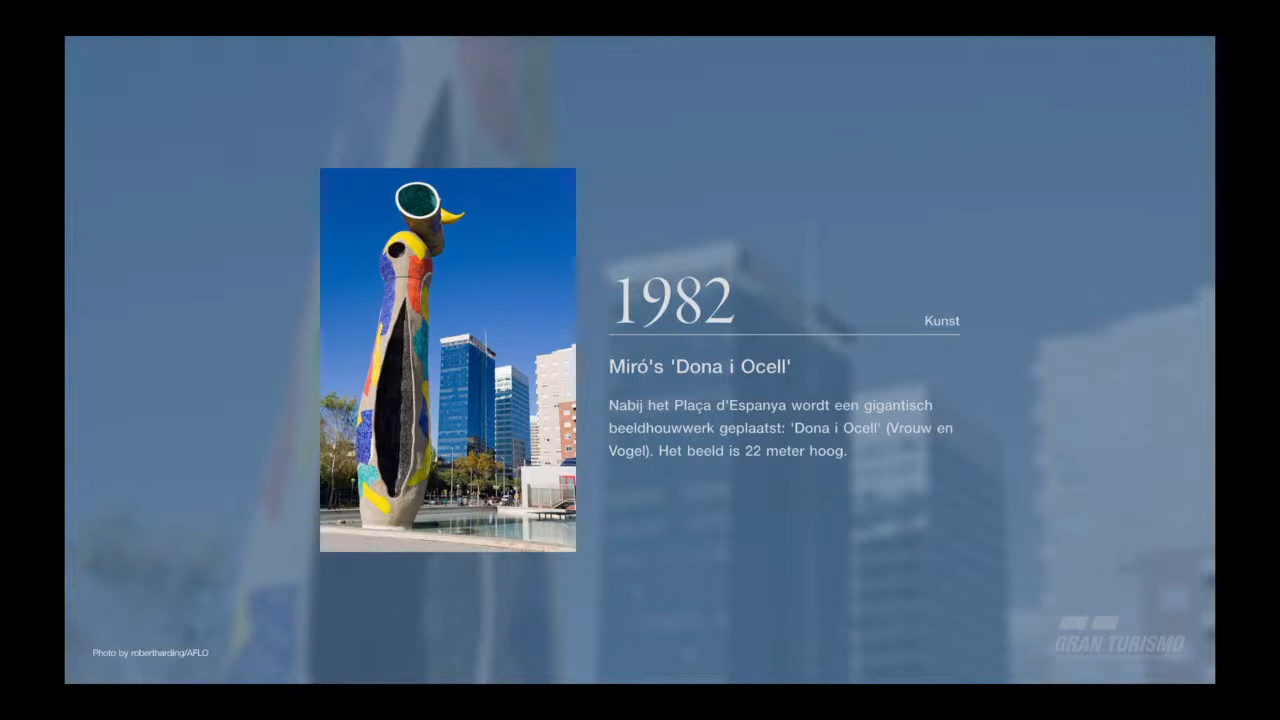 1982
Kunst
Miró's 'Dona i Ocell'
Nabij het Plaça d'Espanya wordt een gigantisch
beeldhouwwerk geplaatst: 'Dona i Ocell' (Vrouw en
Vogel). Het beeld is 22 meter hoog.
Photo by robertharding/AFLO
GRAN TURISMO